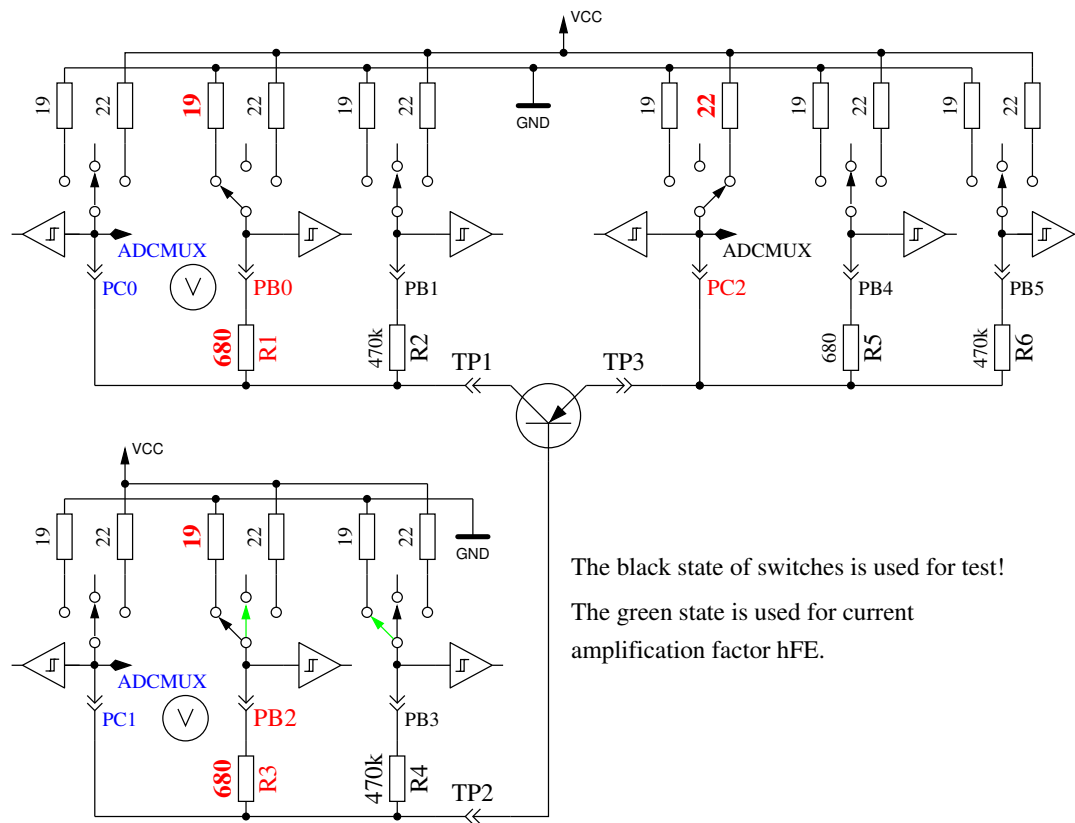 VCC
19
22
19
22
19
22
GND
19
22
19
22
19
22
ADCMUX
ADCMUX
PC0
V
PB0
PB1
PC2
PB4
PB5
680
R1
470k
R2
680
R5
470k
R6
TP1
TP3
VCC
19
22
19
22
19
22
GND
The black state of switches is used for test!
The green state is used for current
amplification factor hFE.
ADCMUX
PC1
V
PB2
PB3
680
R3
470k
R4
TP2